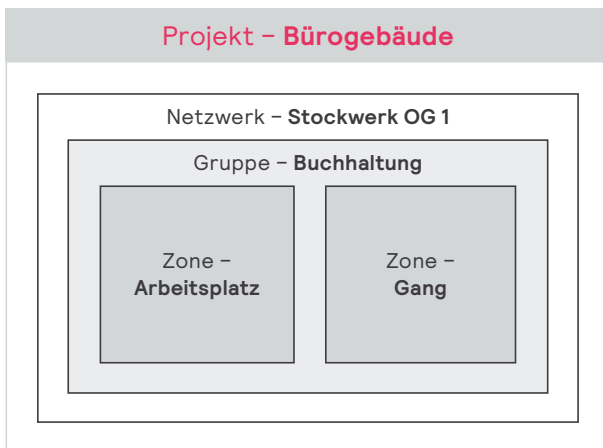 Projekt – Bürogebäude
Netzwerk – Stockwerk OG 1
Gruppe – Buchhaltung
Zone –
Arbeitsplatz
Zone –
Gang